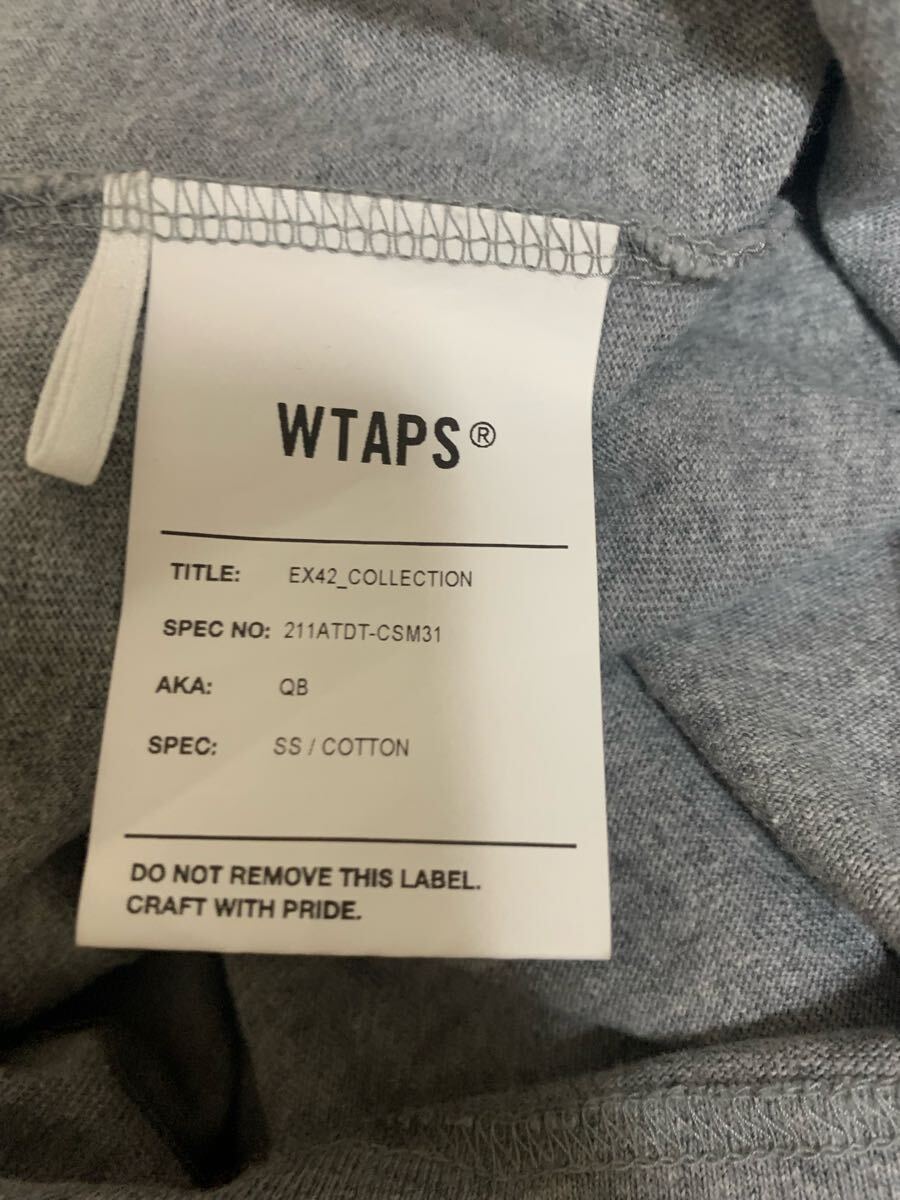 WTAPS®
TITLE: EX42_COLLECTION
SPEC NO: 211ATDT-CSM31
AKA: QB
SPEC: SS / COTTON
DO NOT REMOVE THIS LABEL.
CRAFT WITH PRIDE.